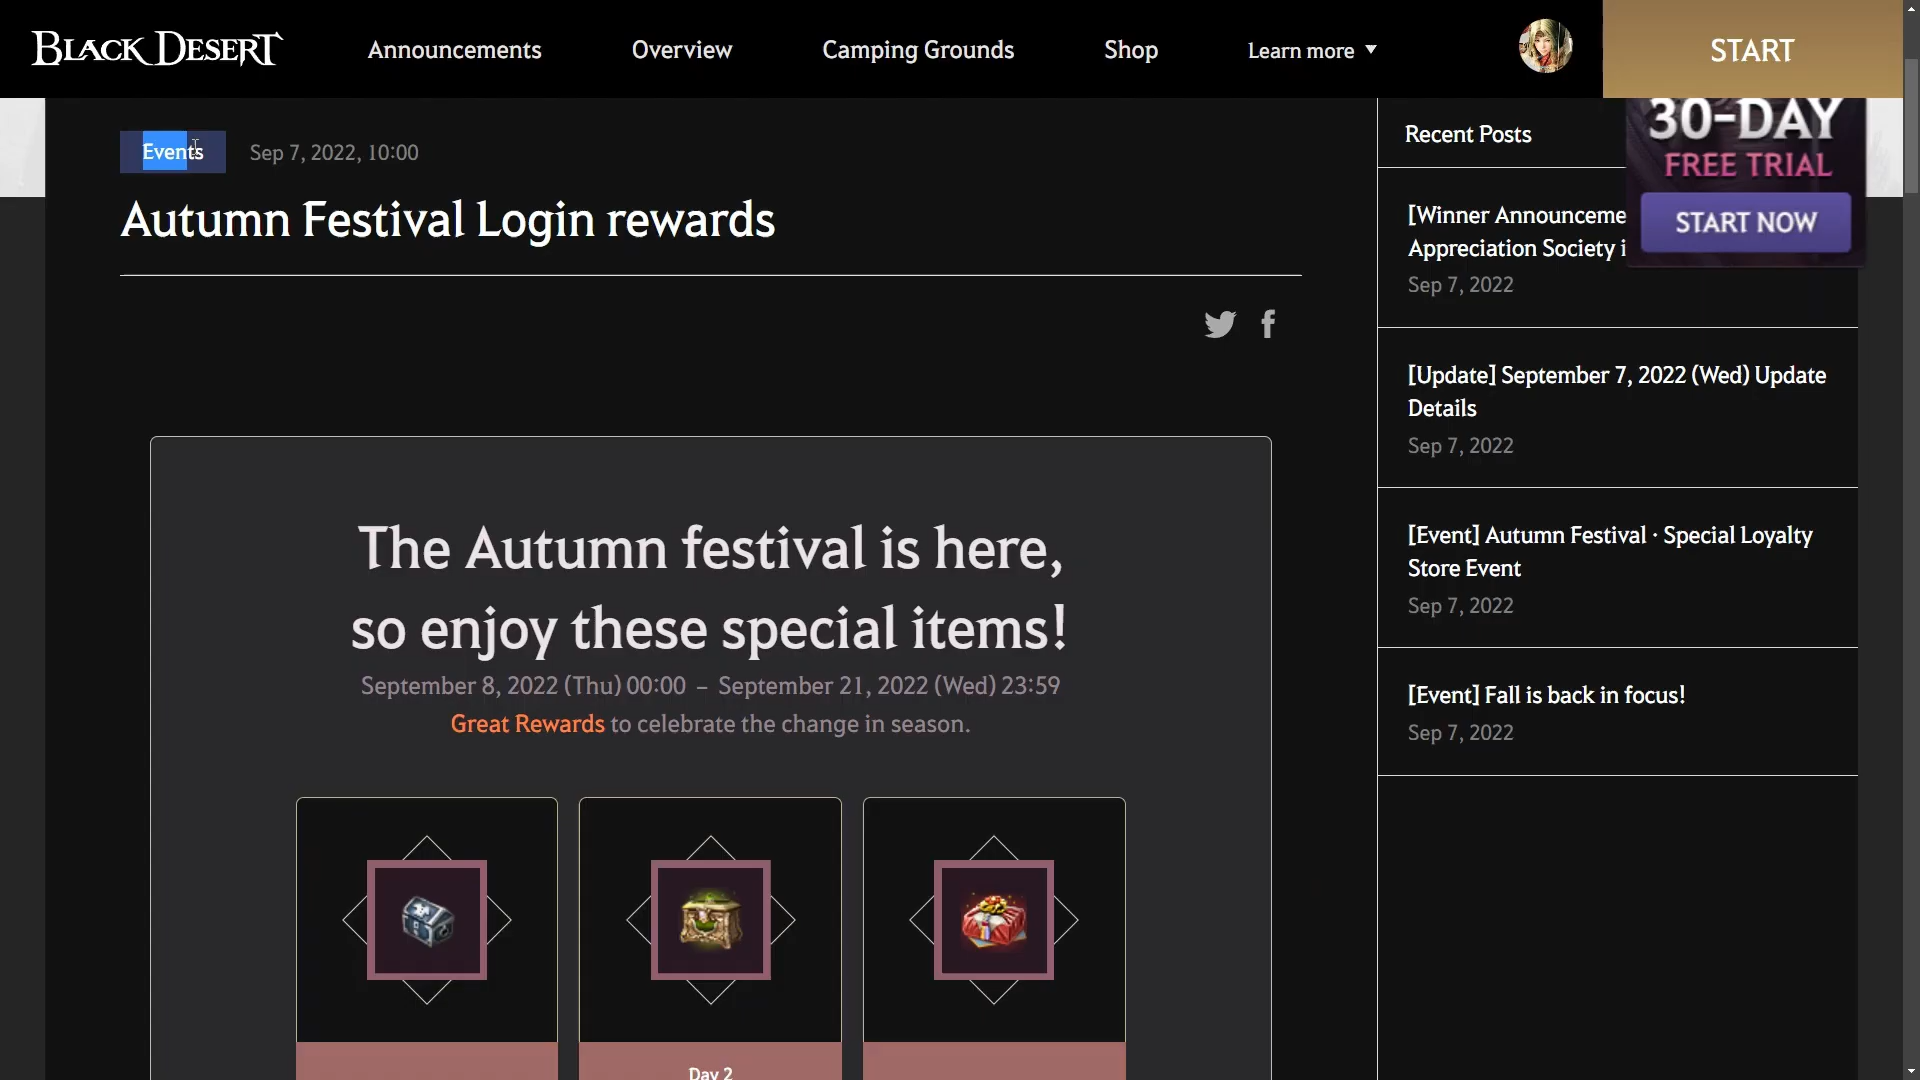 BLACK DESERT
Announcements
Overview
Camping Grounds
Shop
Learn more
START
Events
Sep 7, 2022, 10:00
Autumn Festival Login rewards
The Autumn festival is here,
so enjoy these special items!
September 8, 2022 (Thu) 00:00 – September 21, 2022 (Wed) 23:59
Great Rewards to celebrate the change in season.
Day 2
Recent Posts
[Winner Announceme
Appreciation Society i
Sep 7, 2022
[Update] September 7, 2022 (Wed) Update
Details
Sep 7, 2022
[Event] Autumn Festival · Special Loyalty
Store Event
Sep 7, 2022
[Event] Fall is back in focus!
Sep 7, 2022
30-DAY
FREE TRIAL
START NOW